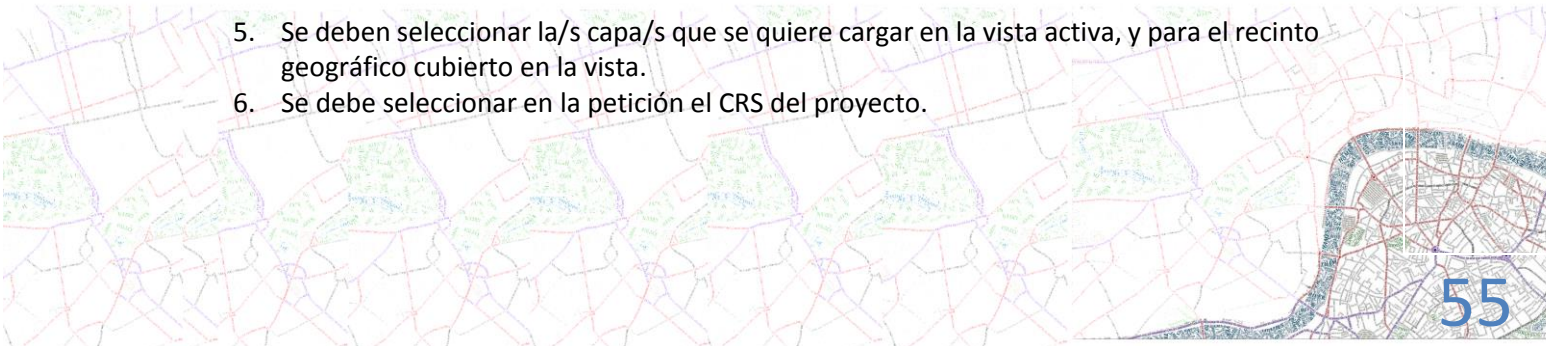 5. Se deben seleccionar la/s capa/s que se quiere cargar en la vista activa, y para el recinto
geográfico cubierto en la vista.
6. Se debe seleccionar en la petición el CRS del proyecto.
55